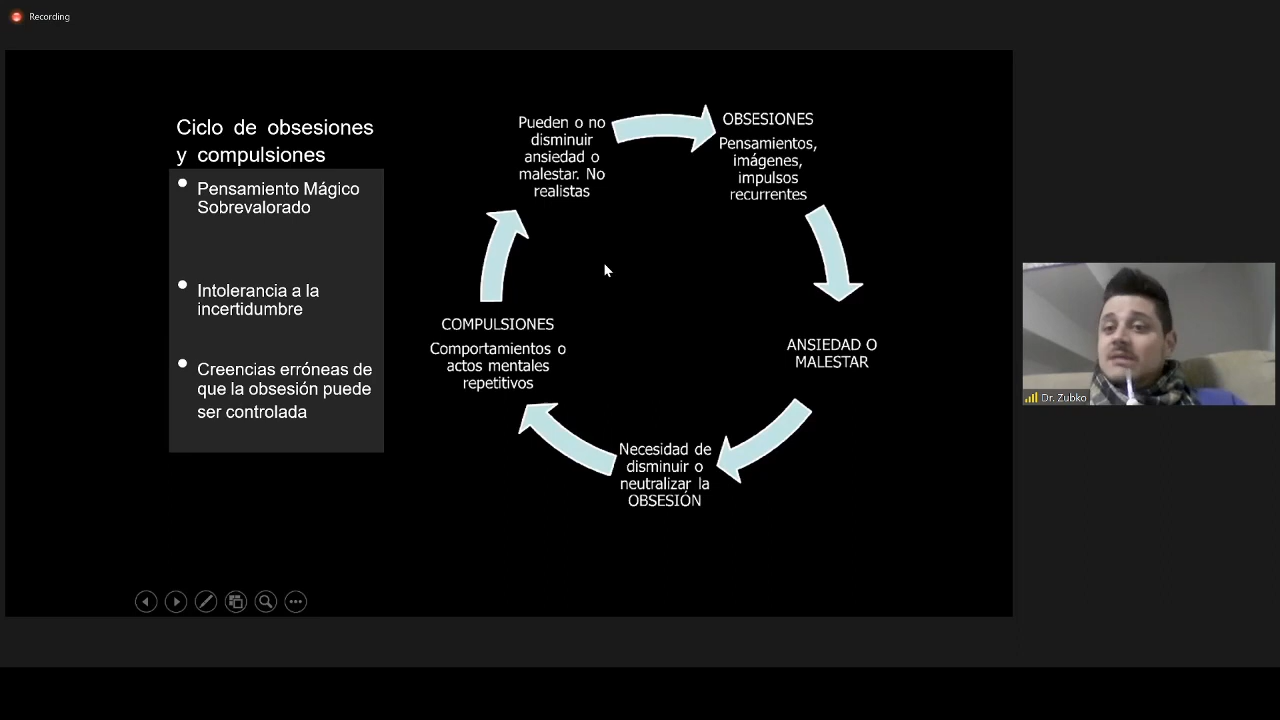 Recording
Ciclo de obsesiones
y compulsiones
Pensamiento Mágico
Sobrevalorado
Intolerancia a la
incertidumbre
Creencias erróneas de
que la obsesión puede
ser controlada
Pueden o no
disminuir
ansiedad o
malestar. No
realistas
OBSESIONES
Pensamientos,
imágenes,
impulsos
recurrentes
ANSIEDAD O
MALESTAR
Necesidad de
disminuir o
neutralizar la
OBSESIÓN
COMPULSIONES
Comportamientos o
actos mentales
repetitivos
Dr. Zubko